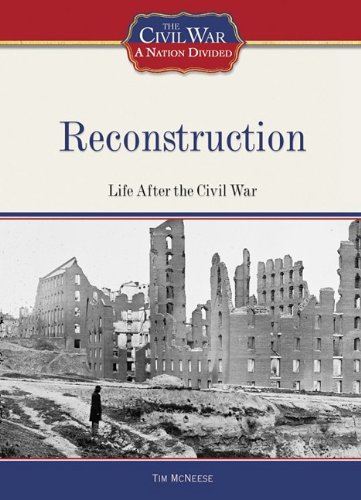 THE
CIVIL WAR
A NATION DIVIDED
Reconstruction
Life After the Civil War
TIM MCNEESE